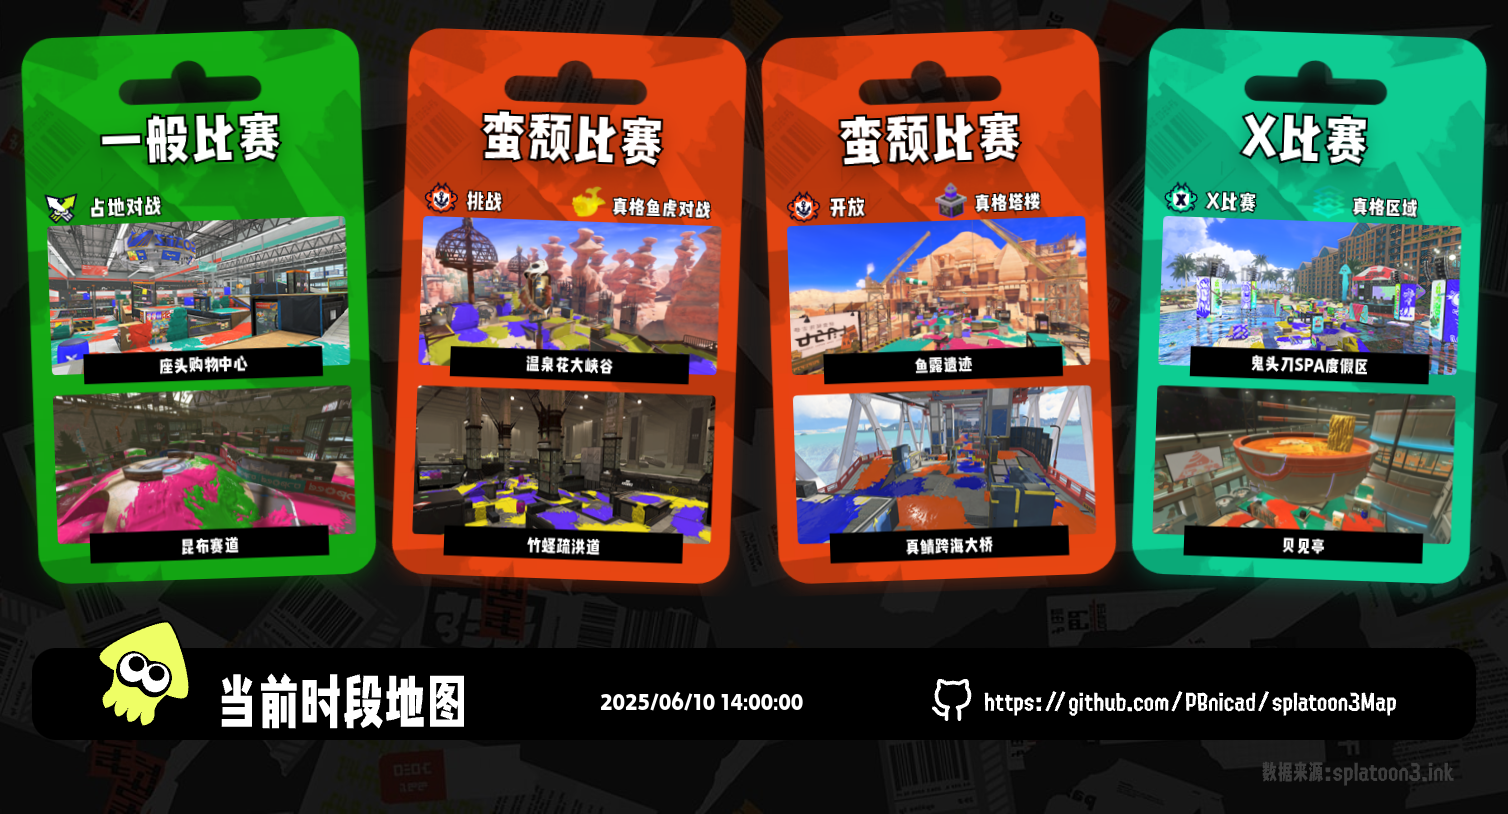 一般比赛
占地对战
座头购物中心
昆布赛道
蛮颓比赛
挑战
真格鱼虎对战
温泉花大峡谷
竹蛏疏洪道
蛮颓比赛
开放
真格塔楼
鱼露遗迹
真鲭跨海大桥
X比赛
X比赛
真格区域
鬼头刀SPA度假区
贝见亭
当前时段地图
2025/06/10 14:00:00
https://github.com/PBnicad/splatoon3Map
数据来源:splatoon3.ink